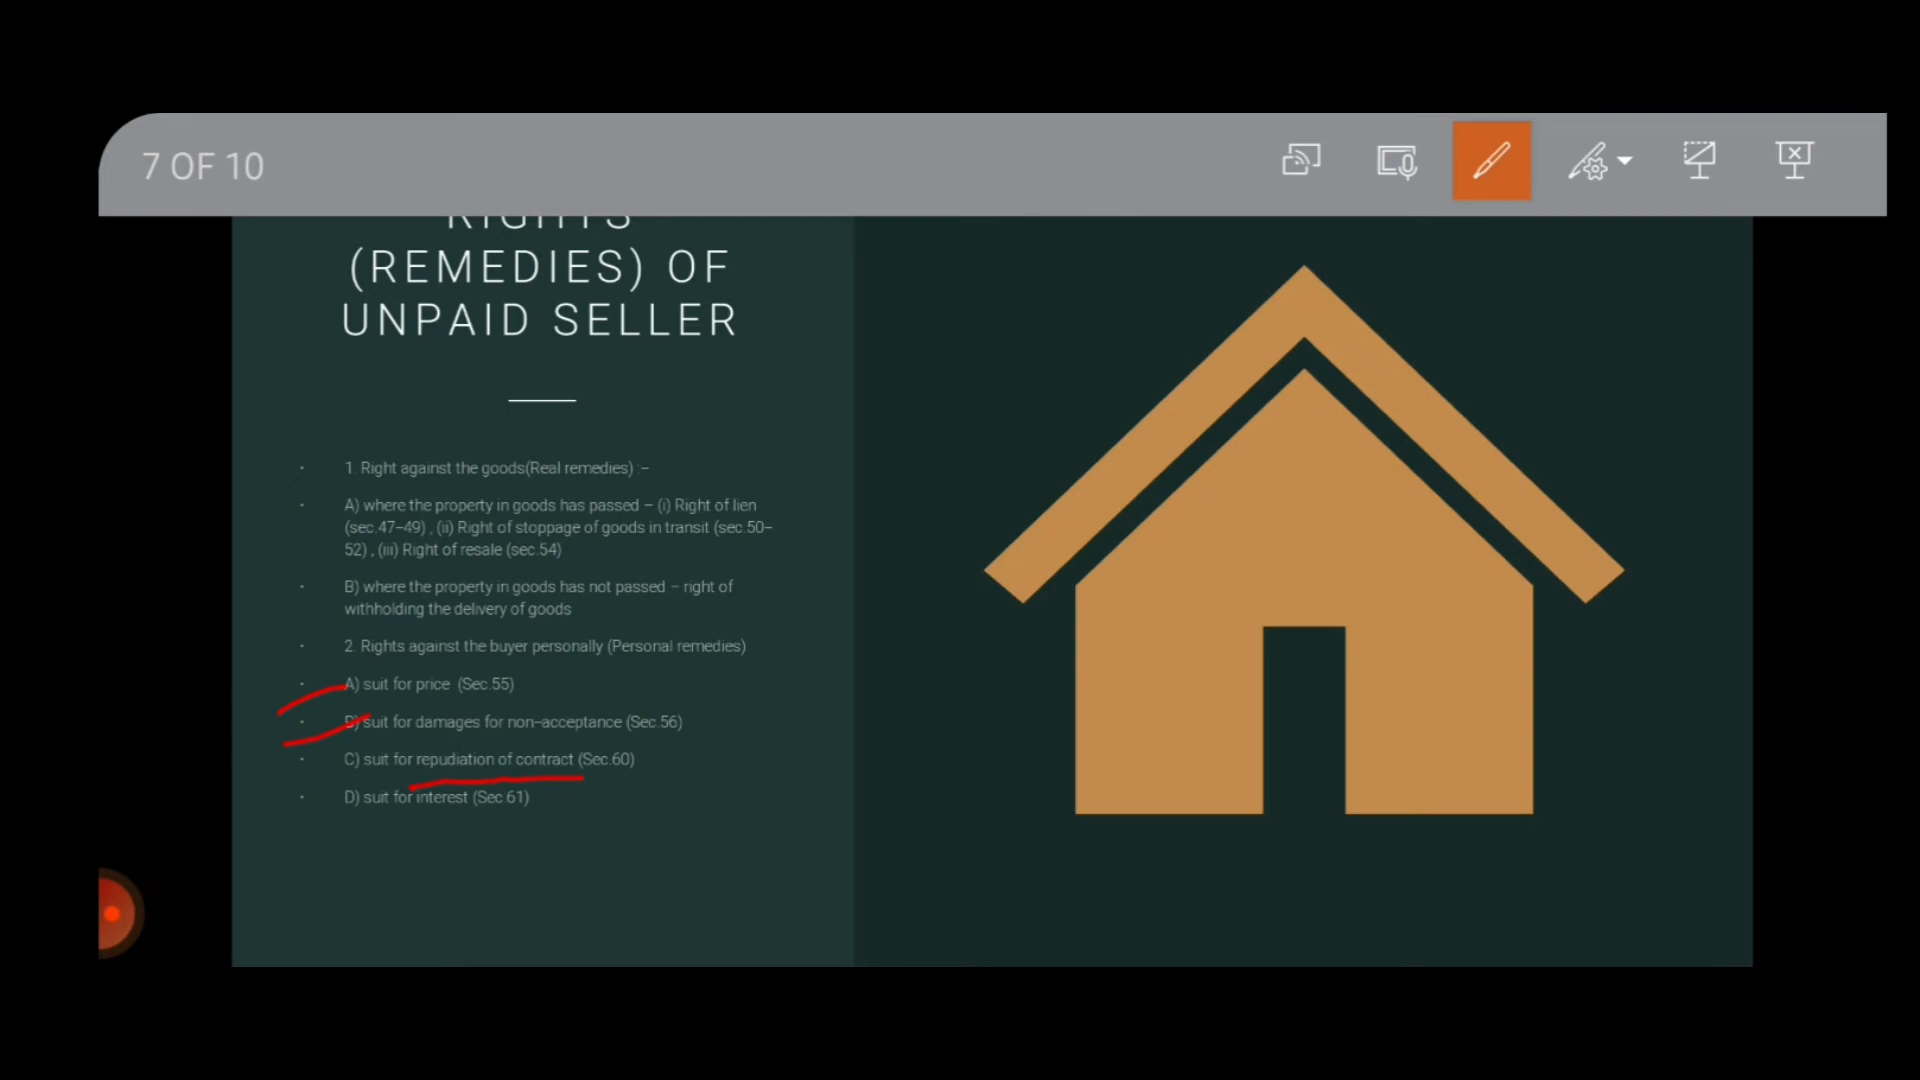 7 OF 10
RIGHTS
(REMEDIES) OF
UNPAID SELLER
1. Right against the goods(Real remedies) :–
A) where the property in goods has passed – (i) Right of lien
(sec.47–49) , (ii) Right of stoppage of goods in transit (sec.50–
52) , (iii) Right of resale (sec.54)
B) where the property in goods has not passed – right of
withholding the delivery of goods
2. Rights against the buyer personally (Personal remedies)
A) suit for price (Sec.55)
B) suit for damages for non–acceptance (Sec.56)
C) suit for repudiation of contract (Sec.60)
D) suit for interest (Sec.61)